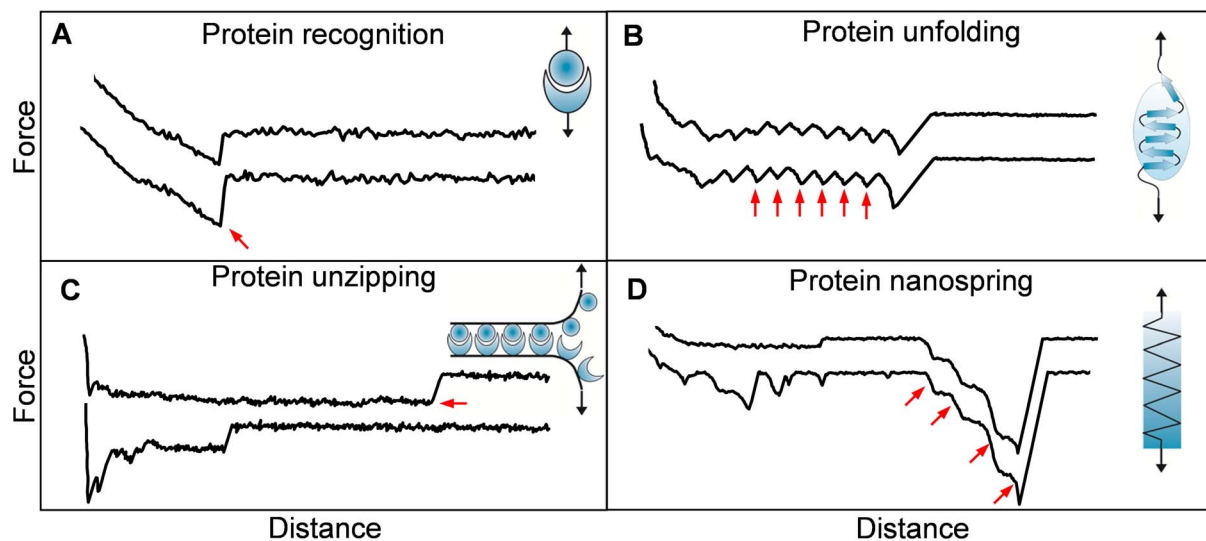 A
Protein recognition
B
Protein unfolding
Force
C
Protein unzipping
D
Protein nanospring
Force
Distance
Distance